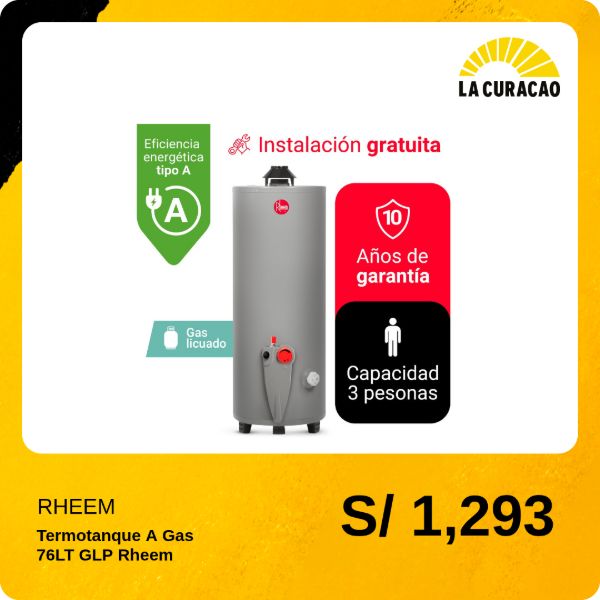 LA CURACAO
Instalación gratuita
Eficiencia
energética
tipo A
A
Rheem
10
Años de
garantía
Gas
licuado
Capacidad
3 pesonas
RHEEM
Termotanque A Gas
76LT GLP Rheem
S/ 1,293